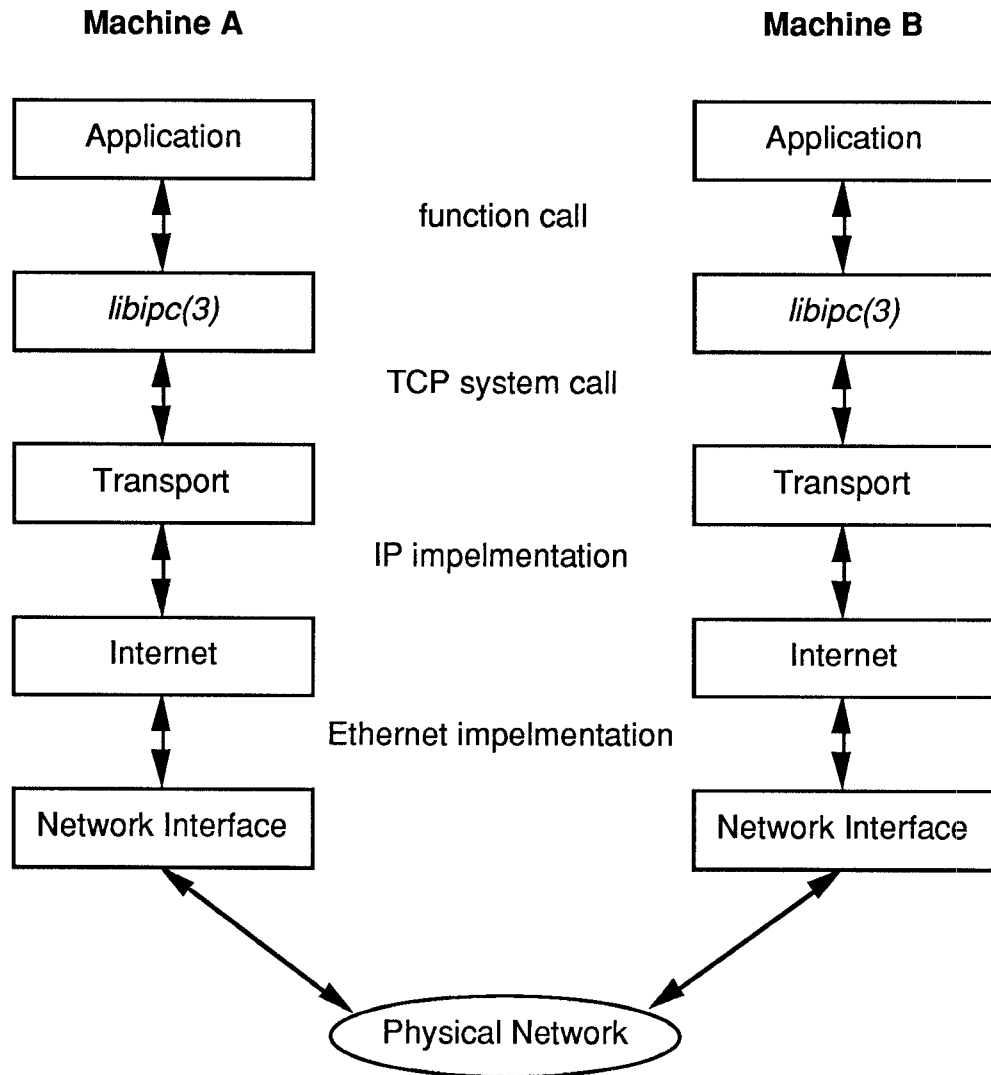 Machine A
Machine B
Application
Application
function call
libipc(3)
libipc(3)
TCP system call
Transport
Transport
IP impelmentation
Internet
Internet
Ethernet impelmentation
Network Interface
Network Interface
Physical Network